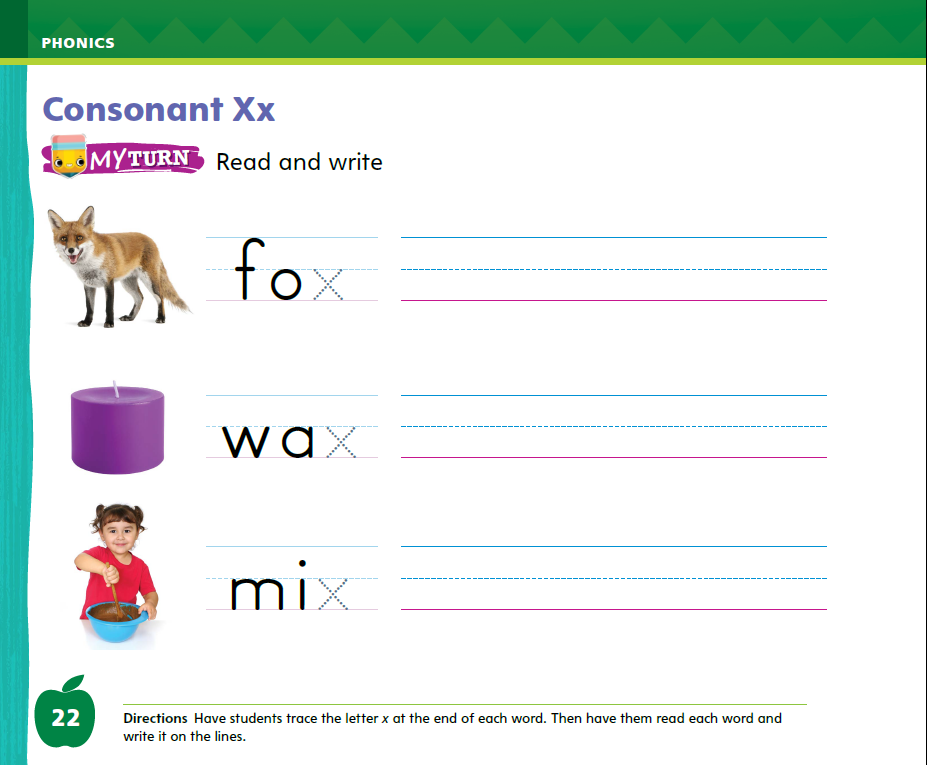 PHONICS
Consonant Xx
MY TURN Read and write
fox
wax
mix
22
Directions Have students trace the letter x at the end of each word. Then have them read each word and
write it on the lines.